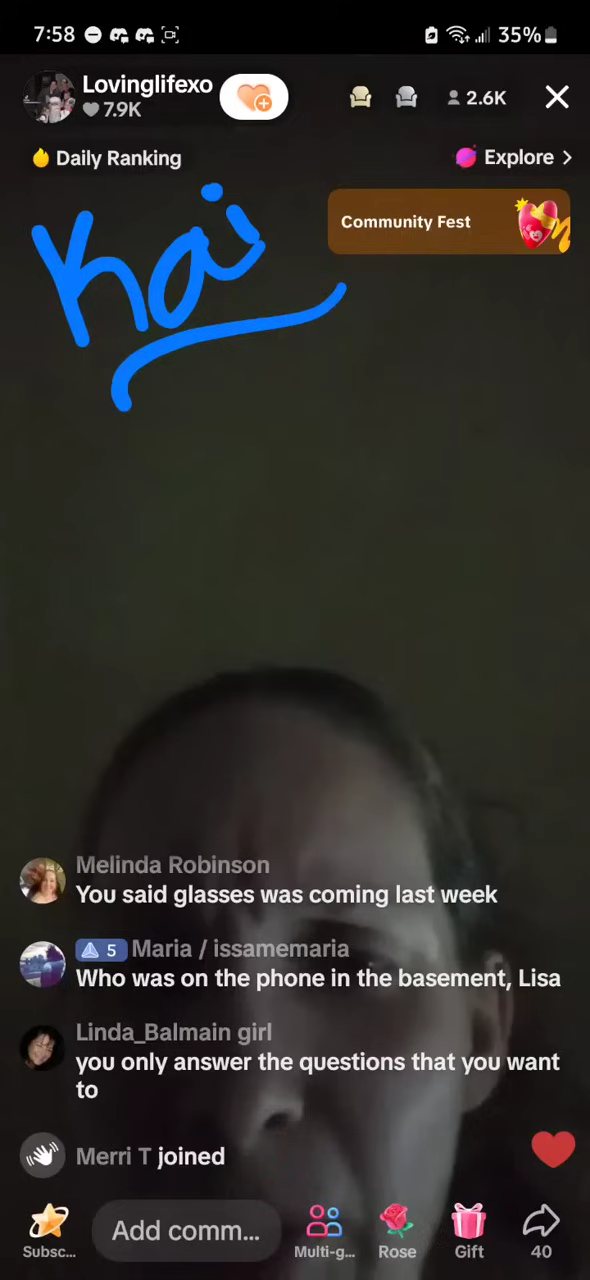 7:58
35%
Lovinglifexo
7.9K
2.6K
Daily Ranking
Explore >
Kai
Community Fest
Melinda Robinson
You said glasses was coming last week
5 Maria / issamemaria
Who was on the phone in the basement, Lisa
Linda_Balmain girl
you only answer the questions that you want
to
Merri T joined
Add comm...
Subsc...
Multi-g...
Rose
Gift
40